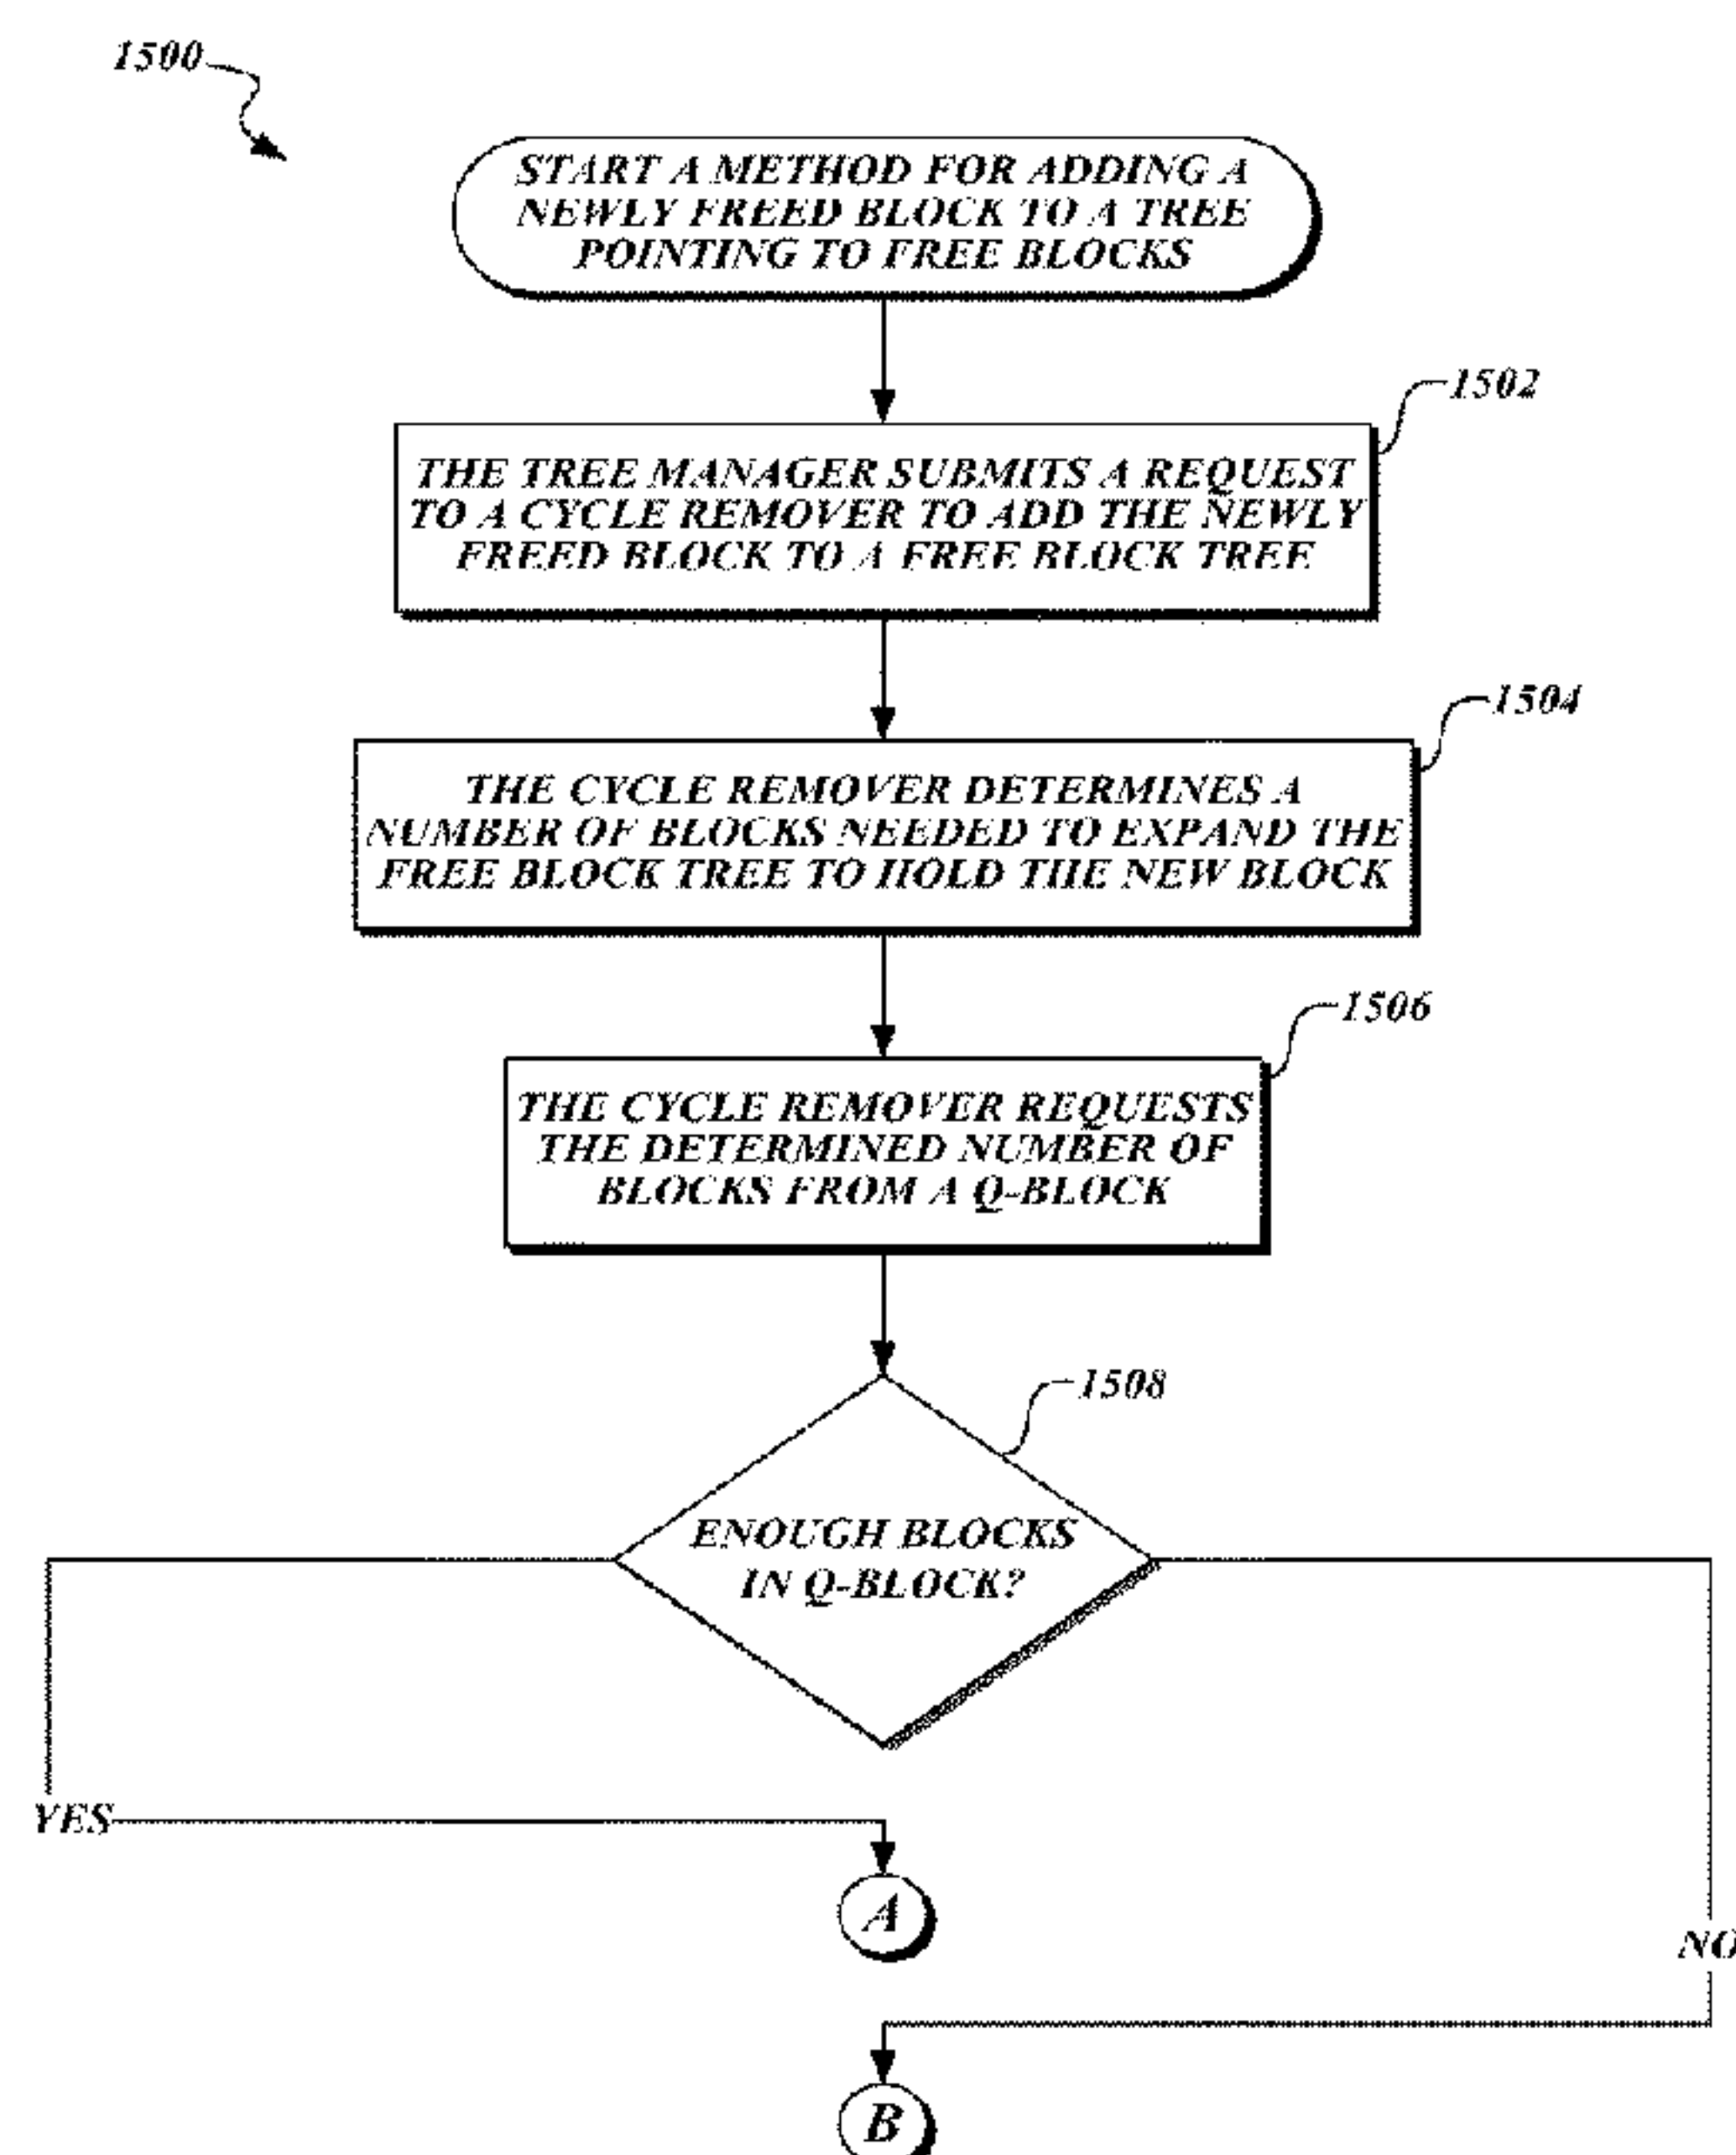 1500
START A METHOD FOR ADDING A
NEWLY FREED BLOCK TO A TREE
POINTING TO FREE BLOCKS
1502
THE TREE MANAGER SUBMITS A REQUEST
TO A CYCLE REMOVER TO ADD THE NEWLY
FREED BLOCK TO A FREE BLOCK TREE
1504
THE CYCLE REMOVER DETERMINES A
NUMBER OF BLOCKS NEEDED TO EXPAND THE
FREE BLOCK TREE TO HOLD THE NEW BLOCK
1506
THE CYCLE REMOVER REQUESTS
THE DETERMINED NUMBER OF
BLOCKS FROM A Q-BLOCK
1508
ENOUGH BLOCKS
IN Q-BLOCK?
YES
A
NO
B